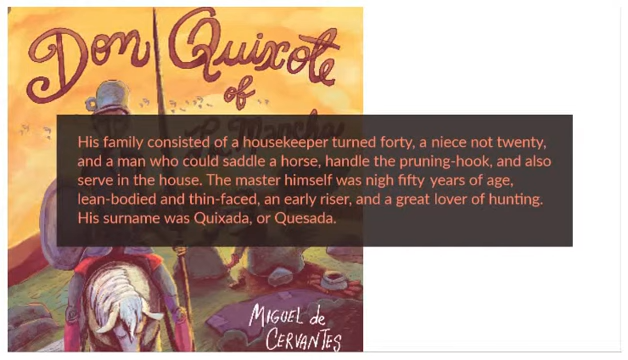 Don Quixote
of
La Mancha
His family consisted of a housekeeper turned forty, a niece not twenty,
and a man who could saddle a horse, handle the pruning-hook, and also
serve in the house. The master himself was nigh fifty years of age,
lean-bodied and thin-faced, an early riser, and a great lover of hunting.
His surname was Quixada, or Quesada.
MIGUEL de
CERVANTES